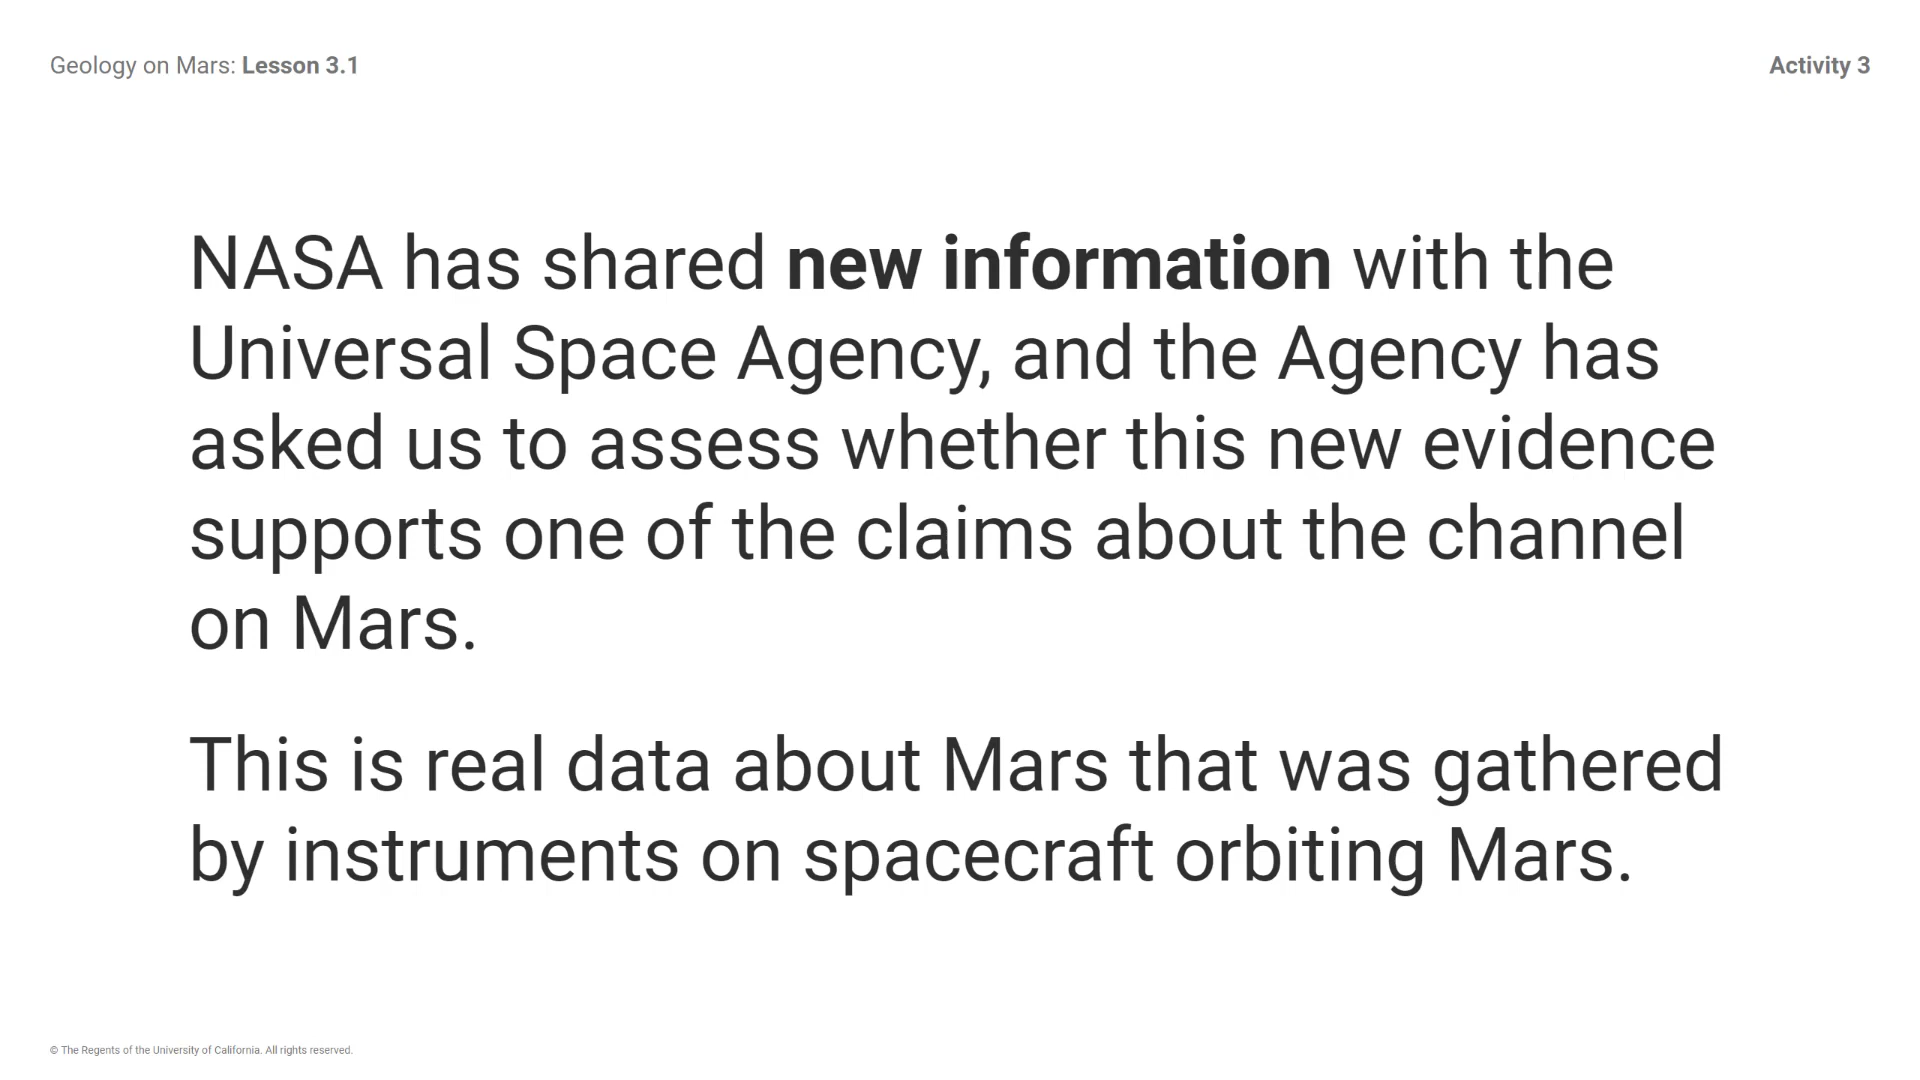 Geology on Mars: Lesson 3.1
Activity 3
NASA has shared new information with the
Universal Space Agency, and the Agency has
asked us to assess whether this new evidence
supports one of the claims about the channel
on Mars.
This is real data about Mars that was gathered
by instruments on spacecraft orbiting Mars.
© The Regents of the University of California. All rights reserved.